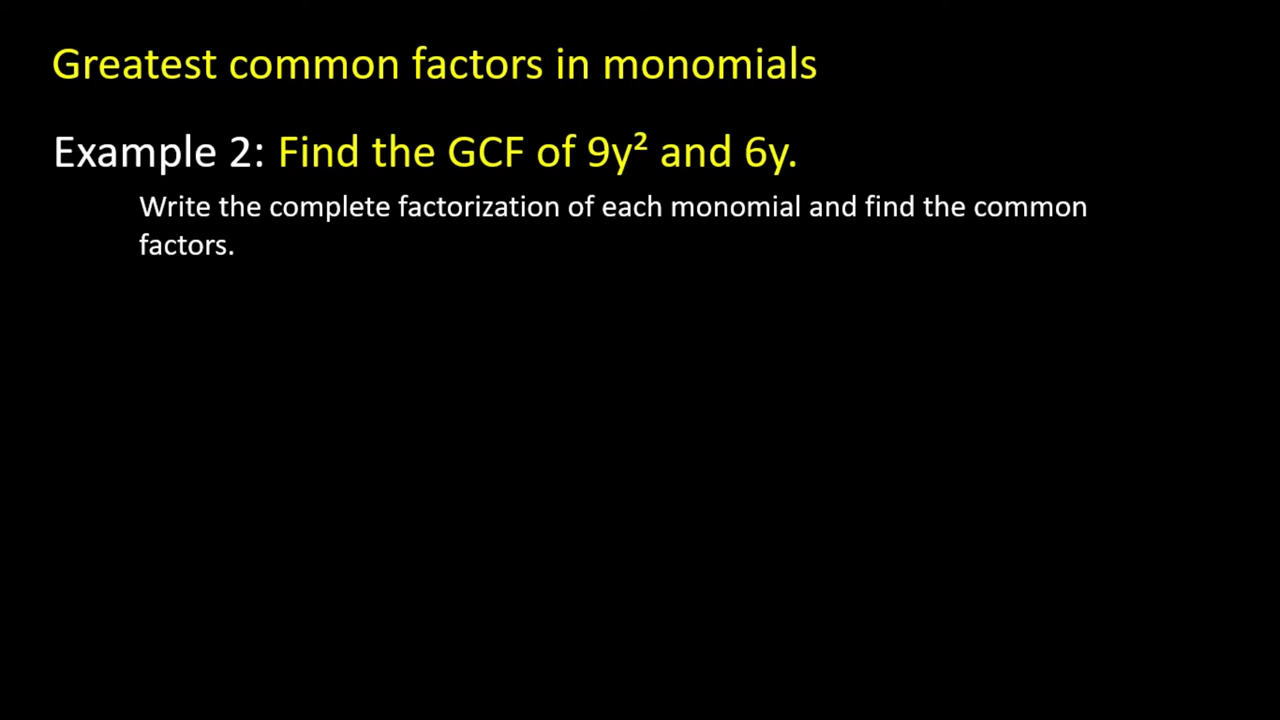 Greatest common factors in monomials
Example 2: Find the GCF of 9y² and 6y.
Write the complete factorization of each monomial and find the common
factors.